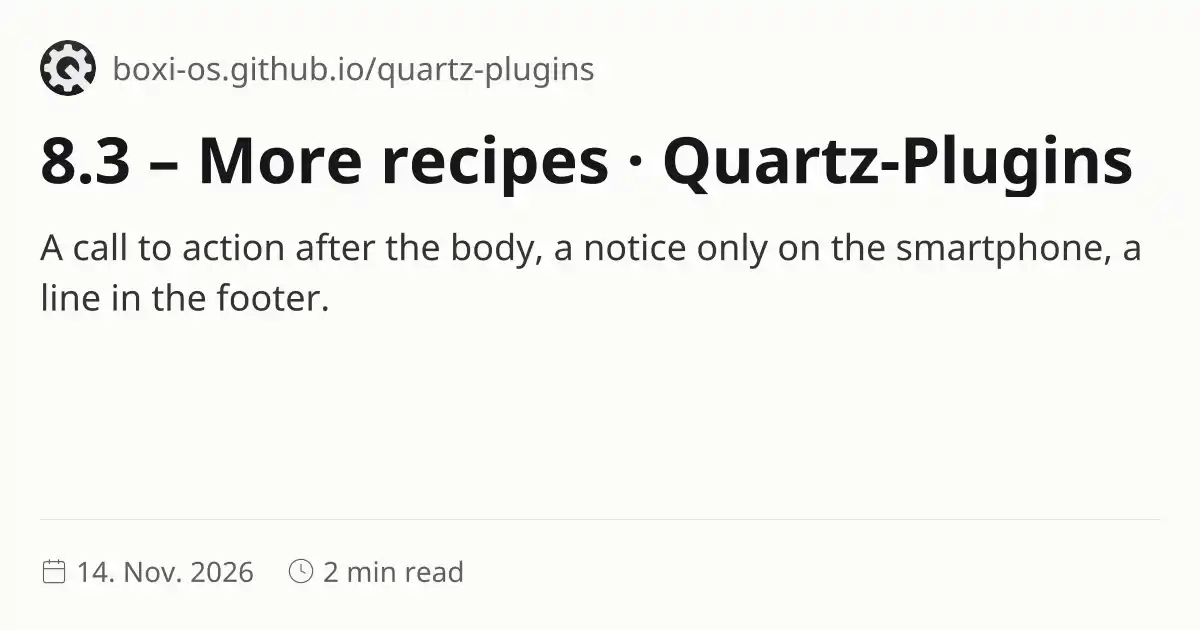 boxi-os.github.io/quartz-plugins
8.3 – More recipes · Quartz-Plugins
A call to action after the body, a notice only on the smartphone, a
line in the footer.
14. Nov. 2026 2 min read